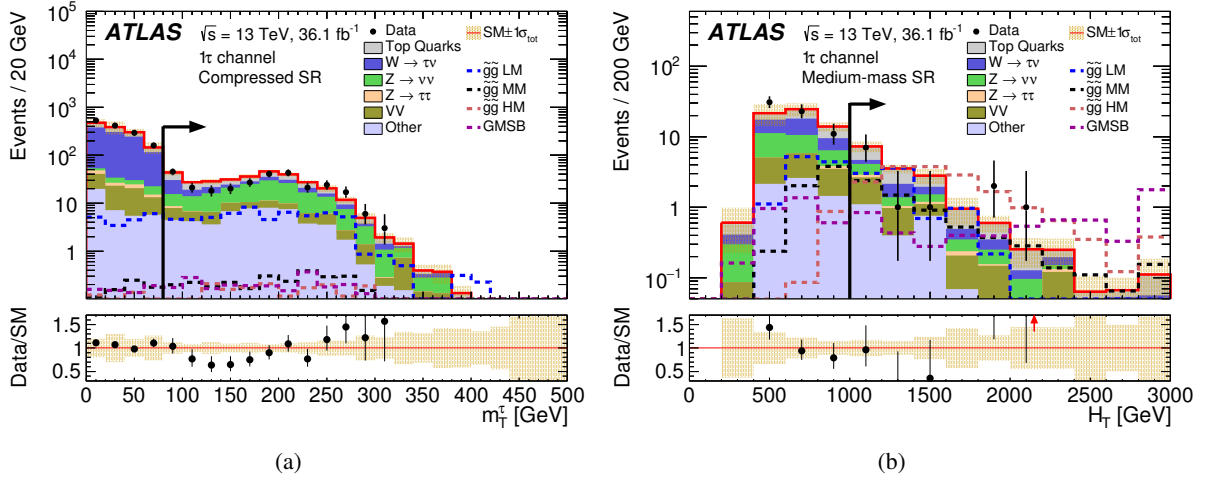 ATLAS √s = 13 TeV, 36.1 fb⁻¹
1τ channel
Compressed SR
Data
Top Quarks
W → τν
Z → νν
Z → ττ
VV
Other
SM±1σtot
g̃g̃ LM
g̃g̃ MM
g̃g̃ HM
GMSB
Events / 20 GeV
10⁵
10⁴
10³
10²
10
1
Data/SM
1.5
1
0.5
0 50 100 150 200 250 300 350 400 450 500
mTτ [GeV]
(a)
ATLAS √s = 13 TeV, 36.1 fb⁻¹
1τ channel
Medium-mass SR
Data
Top Quarks
W → τν
Z → νν
Z → ττ
VV
Other
SM±1σtot
g̃g̃ LM
g̃g̃ MM
g̃g̃ HM
GMSB
Events / 200 GeV
10²
10
1
10⁻¹
Data/SM
1.5
1
0.5
0 500 1000 1500 2000 2500 3000
HT [GeV]
(b)